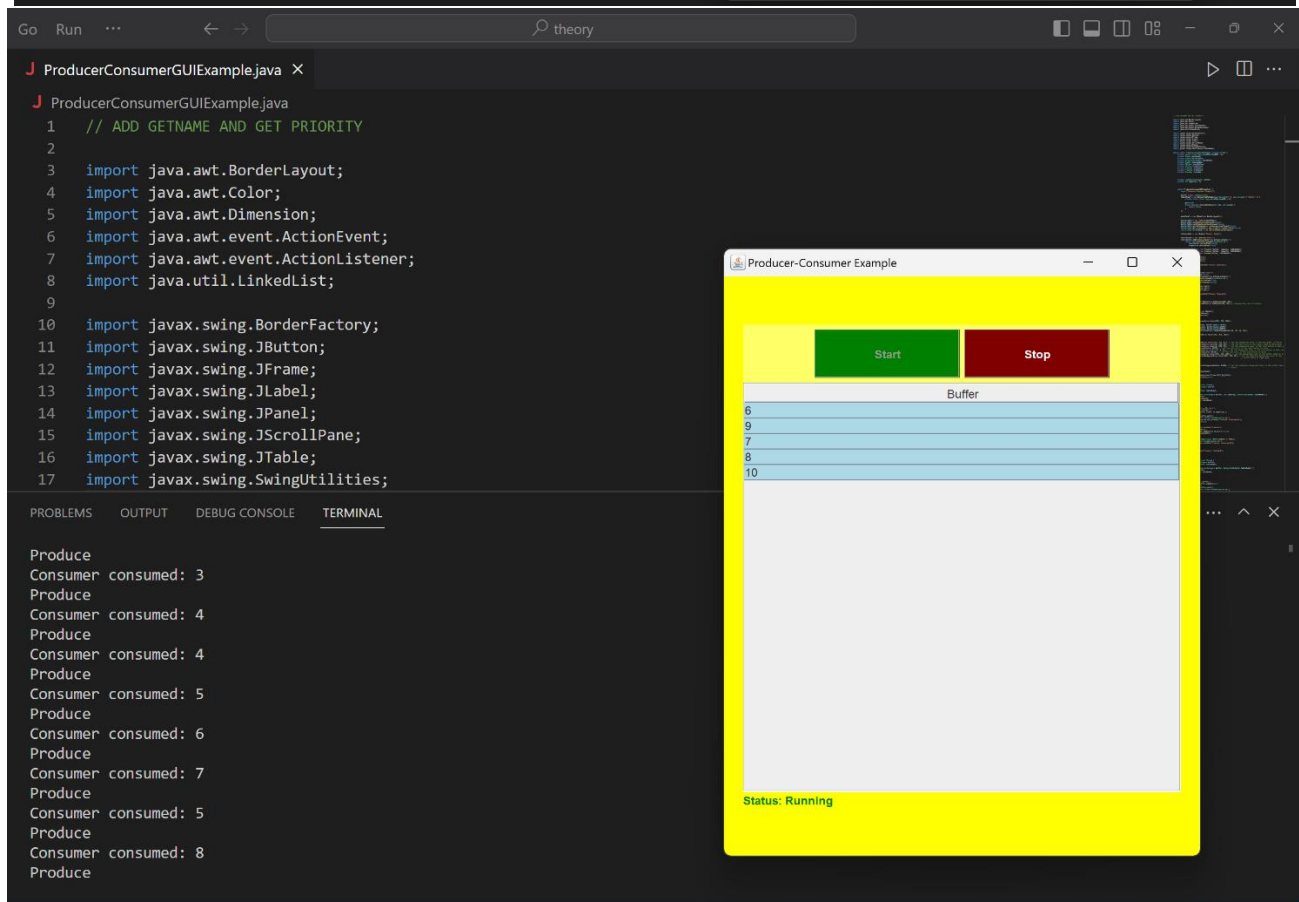 Go Run ··· ← → theory
J ProducerConsumerGUIExample.java ×
J ProducerConsumerGUIExample.java
1 // ADD GETNAME AND GET PRIORITY
2
3 import java.awt.BorderLayout;
4 import java.awt.Color;
5 import java.awt.Dimension;
6 import java.awt.event.ActionEvent;
7 import java.awt.event.ActionListener;
8 import java.util.LinkedList;
9
10 import javax.swing.BorderFactory;
11 import javax.swing.JButton;
12 import javax.swing.JFrame;
13 import javax.swing.JLabel;
14 import javax.swing.JPanel;
15 import javax.swing.JScrollPane;
16 import javax.swing.JTable;
17 import javax.swing.SwingUtilities;
PROBLEMS OUTPUT DEBUG CONSOLE TERMINAL
Produce
Consumer consumed: 3
Produce
Consumer consumed: 4
Produce
Consumer consumed: 4
Produce
Consumer consumed: 5
Produce
Consumer consumed: 6
Produce
Consumer consumed: 7
Produce
Consumer consumed: 5
Produce
Consumer consumed: 8
Produce
Producer-Consumer Example
Start Stop
Buffer
6
9
7
8
10
Status: Running